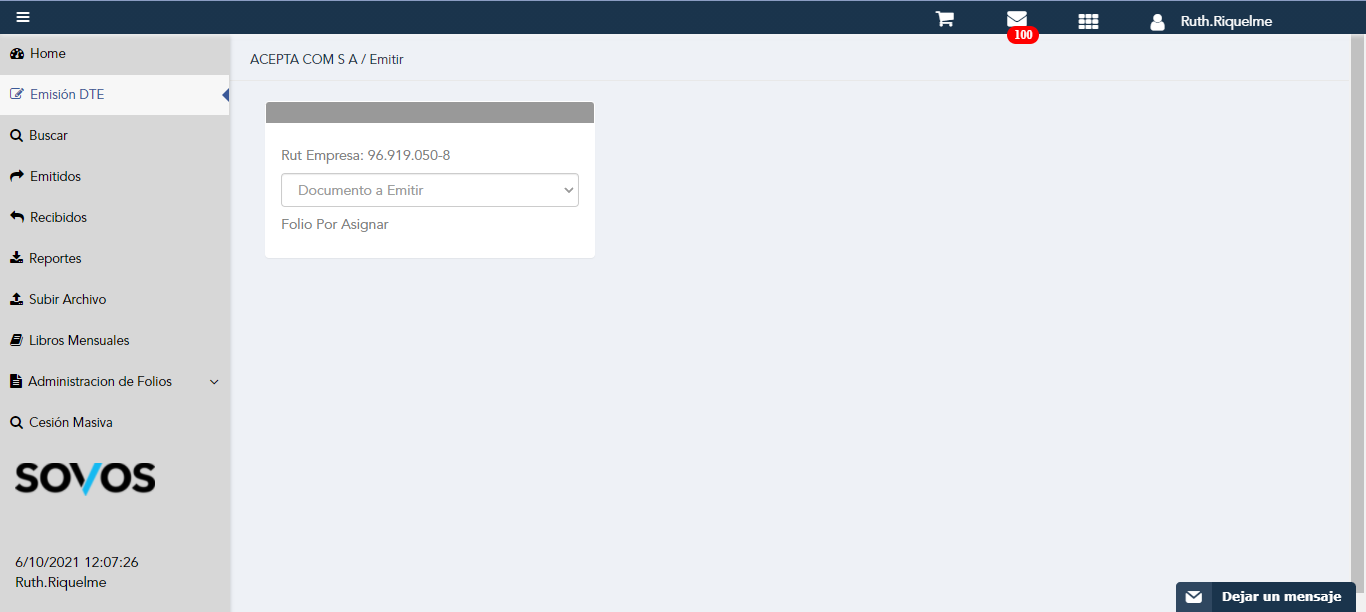 Ruth.Riquelme
100
Home
Emisión DTE
Buscar
Emitidos
Recibidos
Reportes
Subir Archivo
Libros Mensuales
Administracion de Folios
Cesión Masiva
SOVOS
6/10/2021 12:07:26
Ruth.Riquelme
ACEPTA COM S A / Emitir
Rut Empresa: 96.919.050-8
Documento a Emitir
Folio Por Asignar
Dejar un mensaje